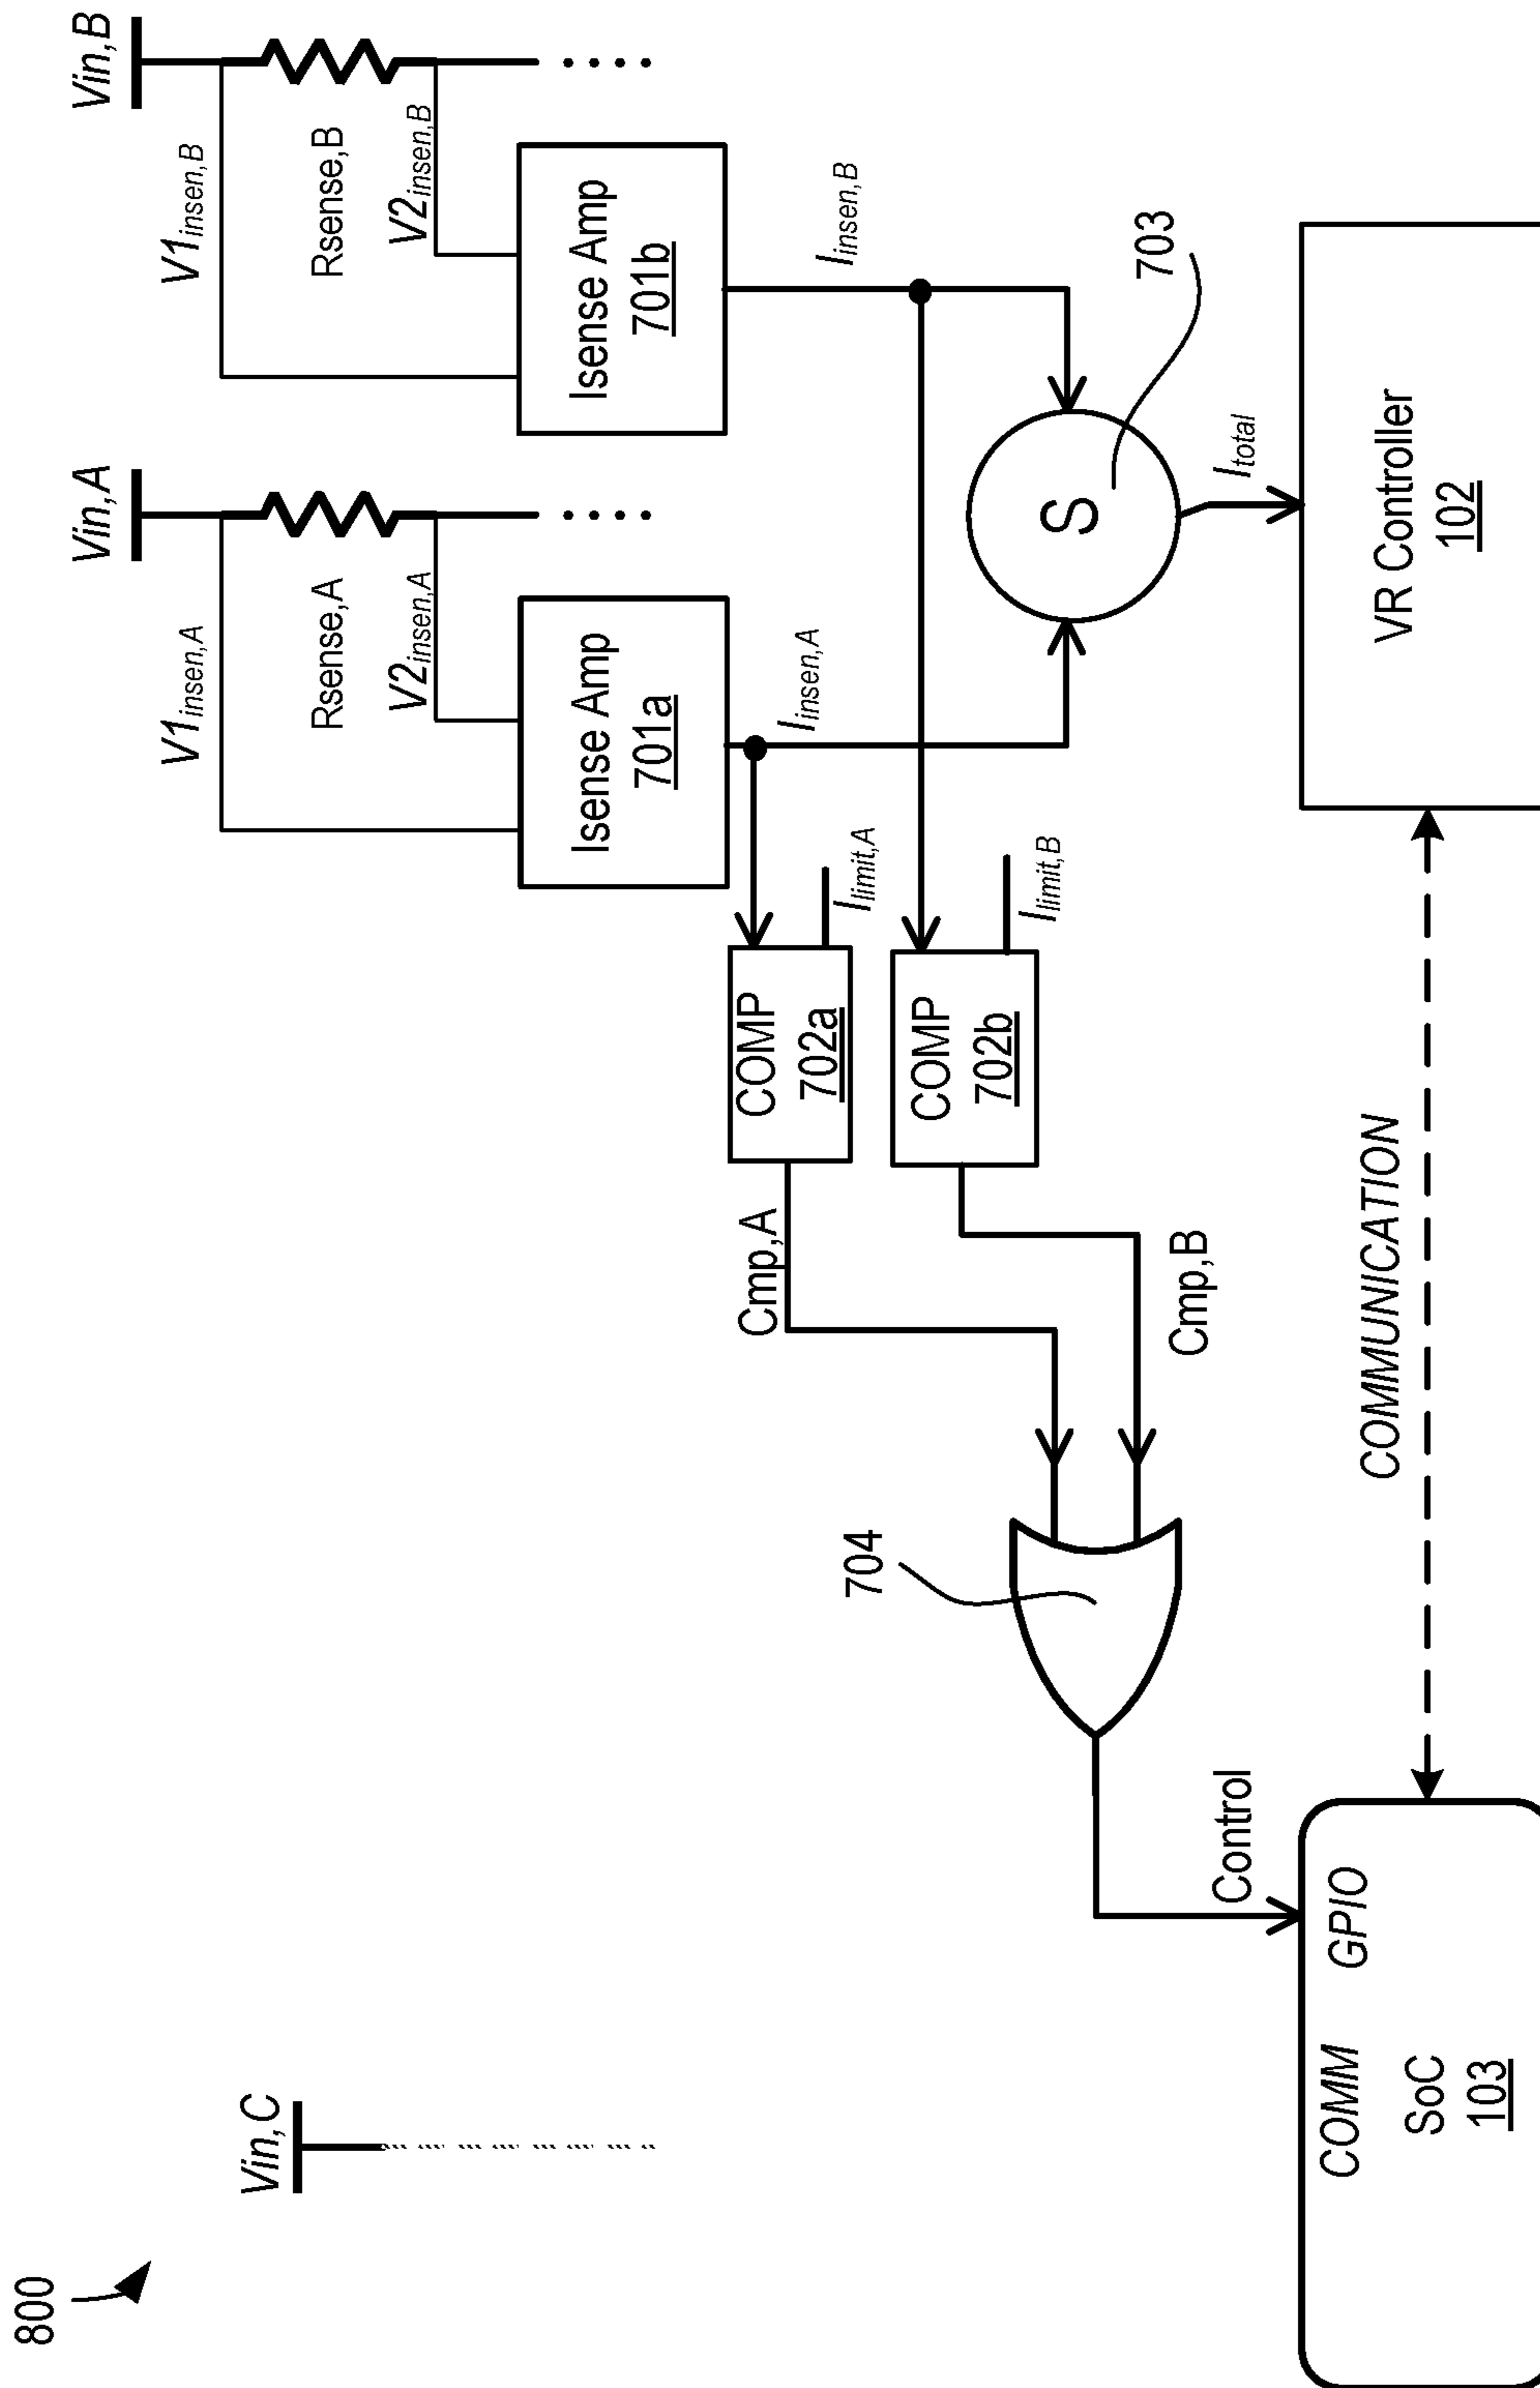 800
Vin,C
Vin,A
Vin,B
V1insen,A
V1insen,B
Rsense,A
Rsense,B
V2insen,A
V2insen,B
Isense Amp
701a
Isense Amp
701b
Iinsen,A
Iinsen,B
COMP
702a
Ilimit,A
COMP
702b
Ilimit,B
Cmp,A
Cmp,B
704
S
703
Itotal
Control
COMM
GPIO
SoC
103
COMMUNICATION
VR Controller
102